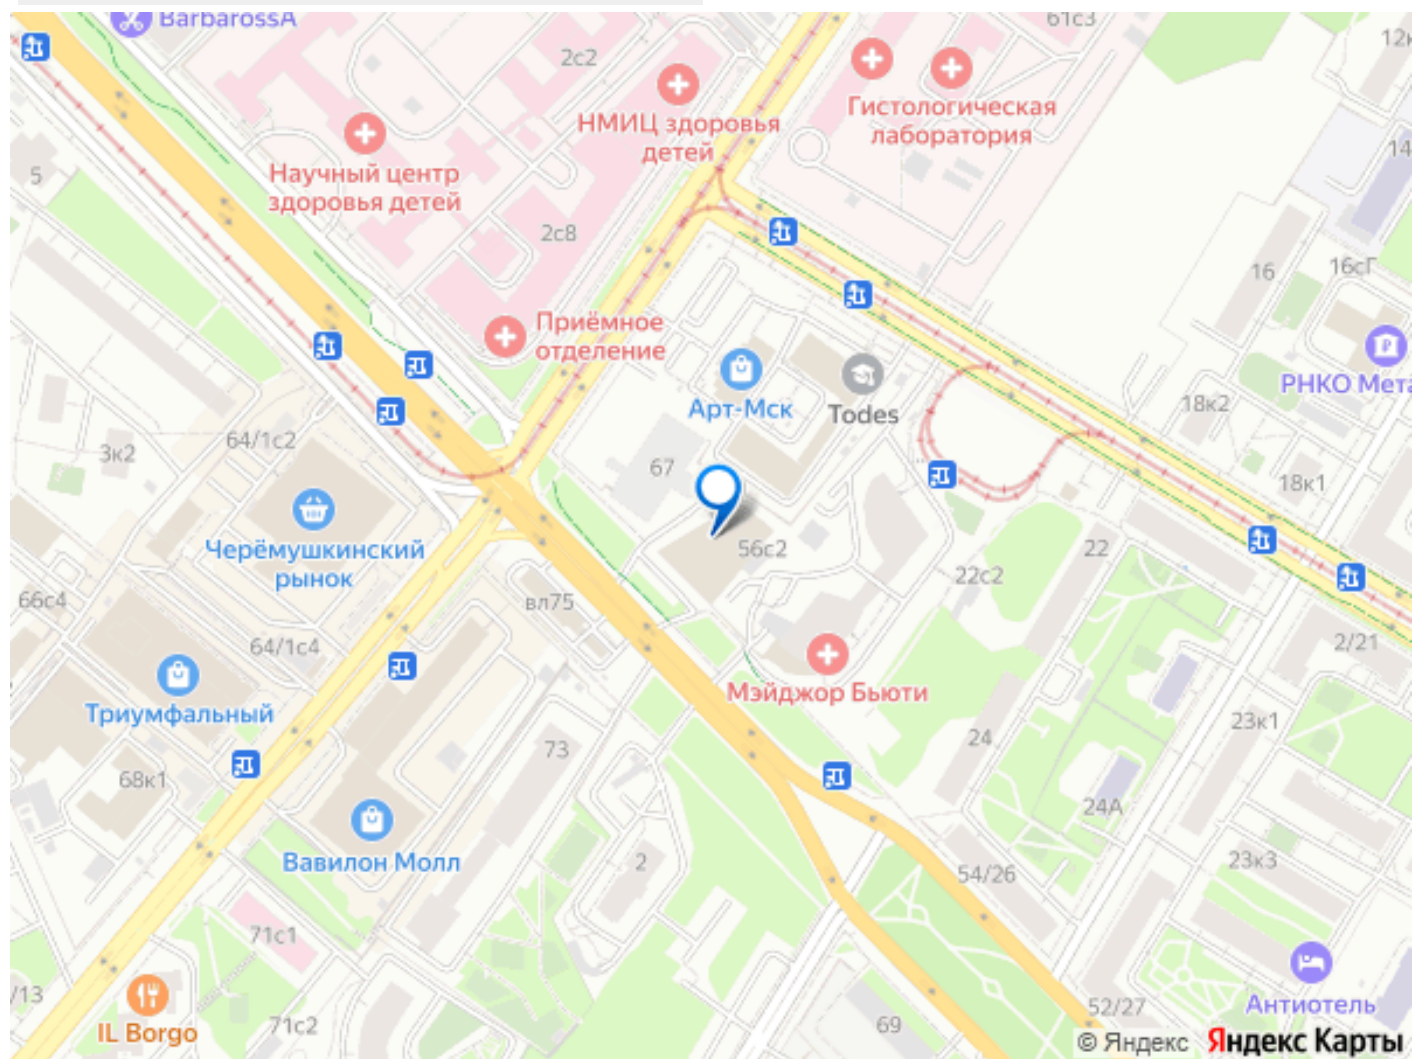 BarbarossA
61с3
12к
2с2
Гистологическая
лаборатория
НМИЦ здоровья
детей
14
Научный центр
здоровья детей
5
2с8
16
16сГ
Приёмное
отделение
РНКО Мета
Арт-Мск
Todes
18к2
64/1с2
3к2
67
18к1
Черёмушкинский
рынок
56с2
22
22с2
66с4
вл75
64/1с4
2/21
Мэйджор Бьюти
Триумфальный
23к1
73
24
68к1
24А
Вавилон Молл
2
54/26
23к3
71с1
/13
Антиотель
52/27
IL Borgo
71с2
69
© Яндекс Яндекс Карты